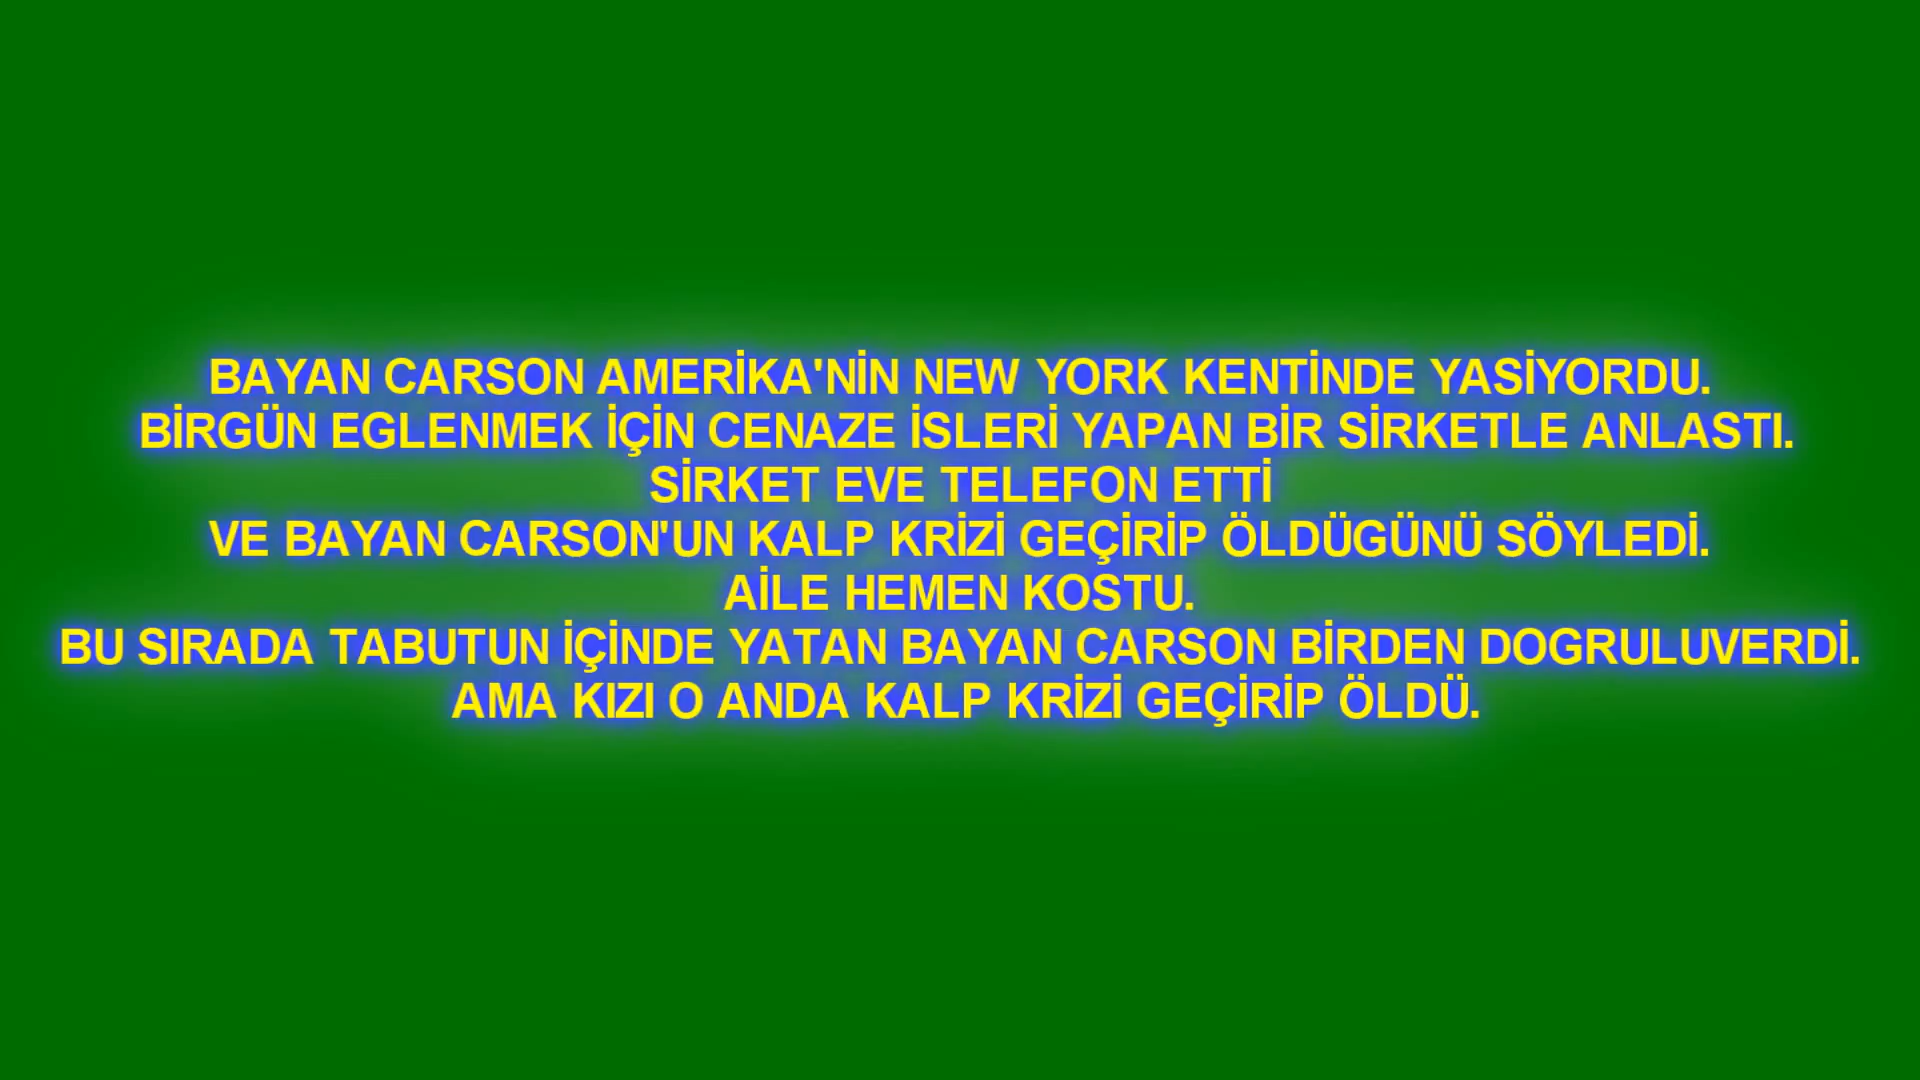 BAYAN CARSON AMERİKA'NİN NEW YORK KENTİNDE YASİYORDU.
BİRGÜN EGLENMEK İÇİN CENAZE İSLERİ YAPAN BİR SİRKETLE ANLASTI.
SİRKET EVE TELEFON ETTİ
VE BAYAN CARSON'UN KALP KRİZİ GEÇİRİP ÖLDÜGÜNÜ SÖYLEDİ.
AİLE HEMEN KOSTU.
BU SIRADA TABUTUN İÇİNDE YATAN BAYAN CARSON BİRDEN DOGRULUVERDİ.
AMA KIZI O ANDA KALP KRİZİ GEÇİRİP ÖLDÜ.